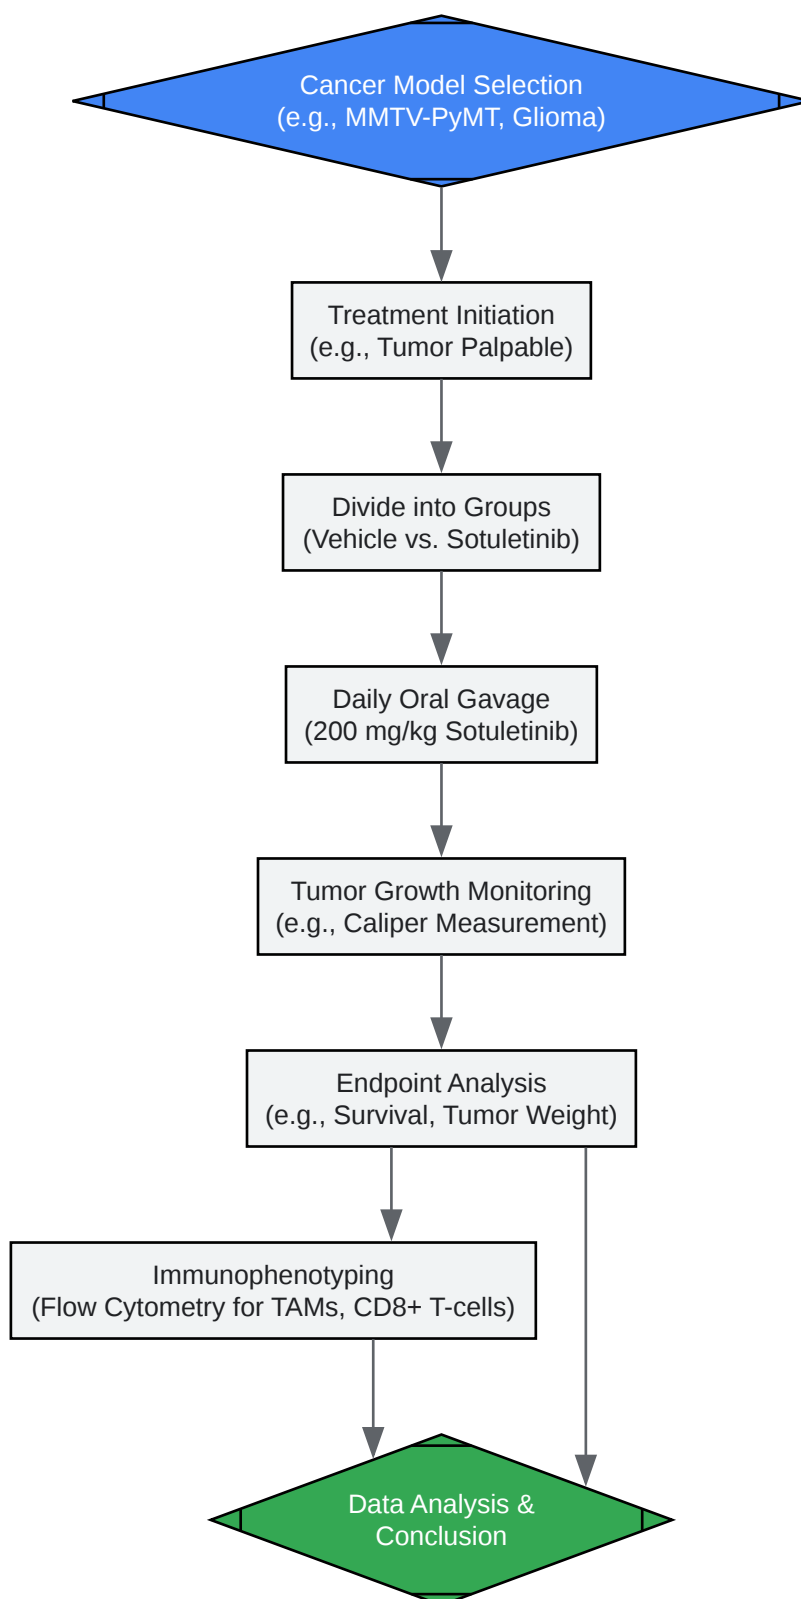 Cancer Model Selection
(e.g., MMTV-PyMT, Glioma)
Treatment Initiation
(e.g., Tumor Palpable)
Divide into Groups
(Vehicle vs. Sotuletinib)
Daily Oral Gavage
(200 mg/kg Sotuletinib)
Tumor Growth Monitoring
(e.g., Caliper Measurement)
Endpoint Analysis
(e.g., Survival, Tumor Weight)
Immunophenotyping
(Flow Cytometry for TAMs, CD8+ T-cells)
Data Analysis &
Conclusion